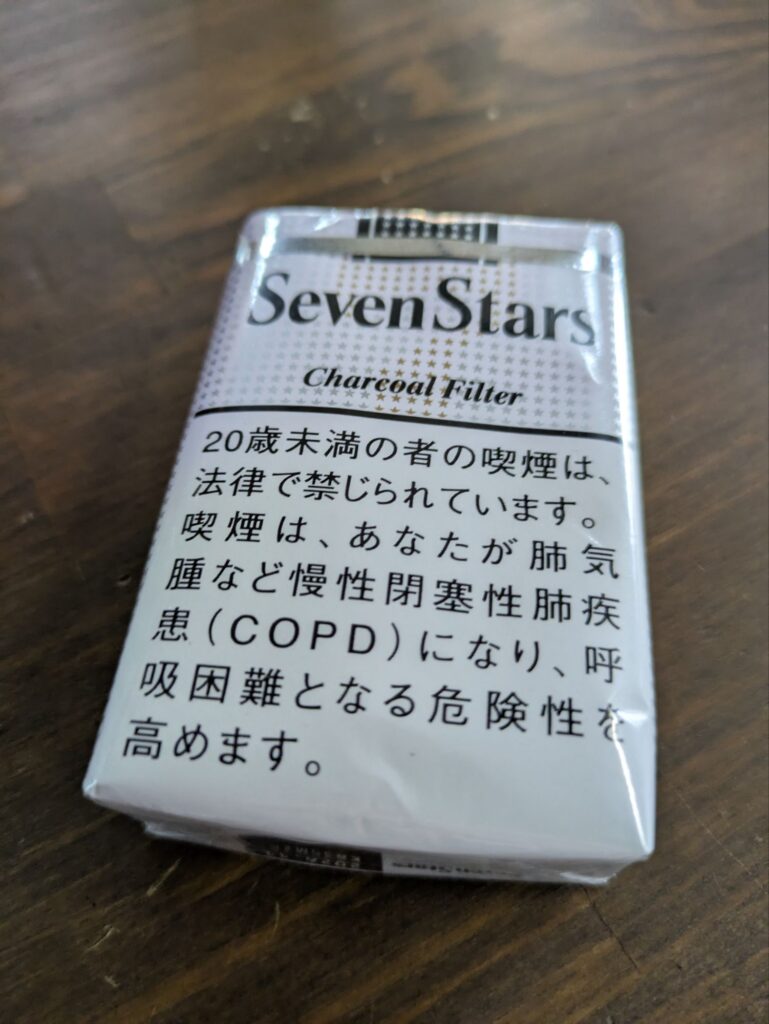 Seven Stars
Charcoal Filter
20歳未満の者の喫煙は、
法律で禁じられています。
喫煙は、あなたが肺気
腫など慢性閉塞性肺疾
患(COPD)になり、呼
吸困難となる危険性を
高めます。